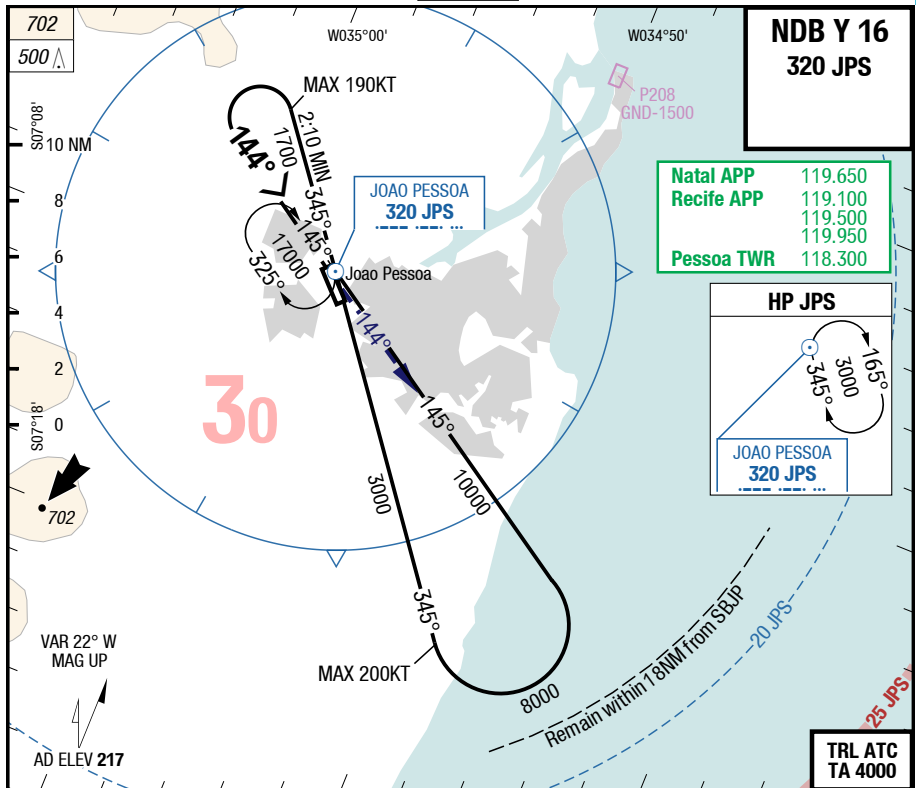 702
500
W035°00'
W034°50'
NDB Y 16
320 JPS
MAX 190KT
P208
GND-1500
S07°08'
10 NM
8
6
4
2
0
S07°18'
144°
1700
2:10 MIN
345°
JOAO PESSOA
320 JPS
Natal APP 119.650
Recife APP 119.100
119.500
119.950
Pessoa TWR 118.300
145°
17000
325°
Joao Pessoa
HP JPS
165°
3000
345°
JOAO PESSOA
320 JPS
144°
145°
30
3000
10000
702
345°
MAX 200KT
8000
Remain within 18NM from SBJP
20 JPS
25 JPS
VAR 22° W
MAG UP
AD ELEV 217
TRL ATC
TA 4000